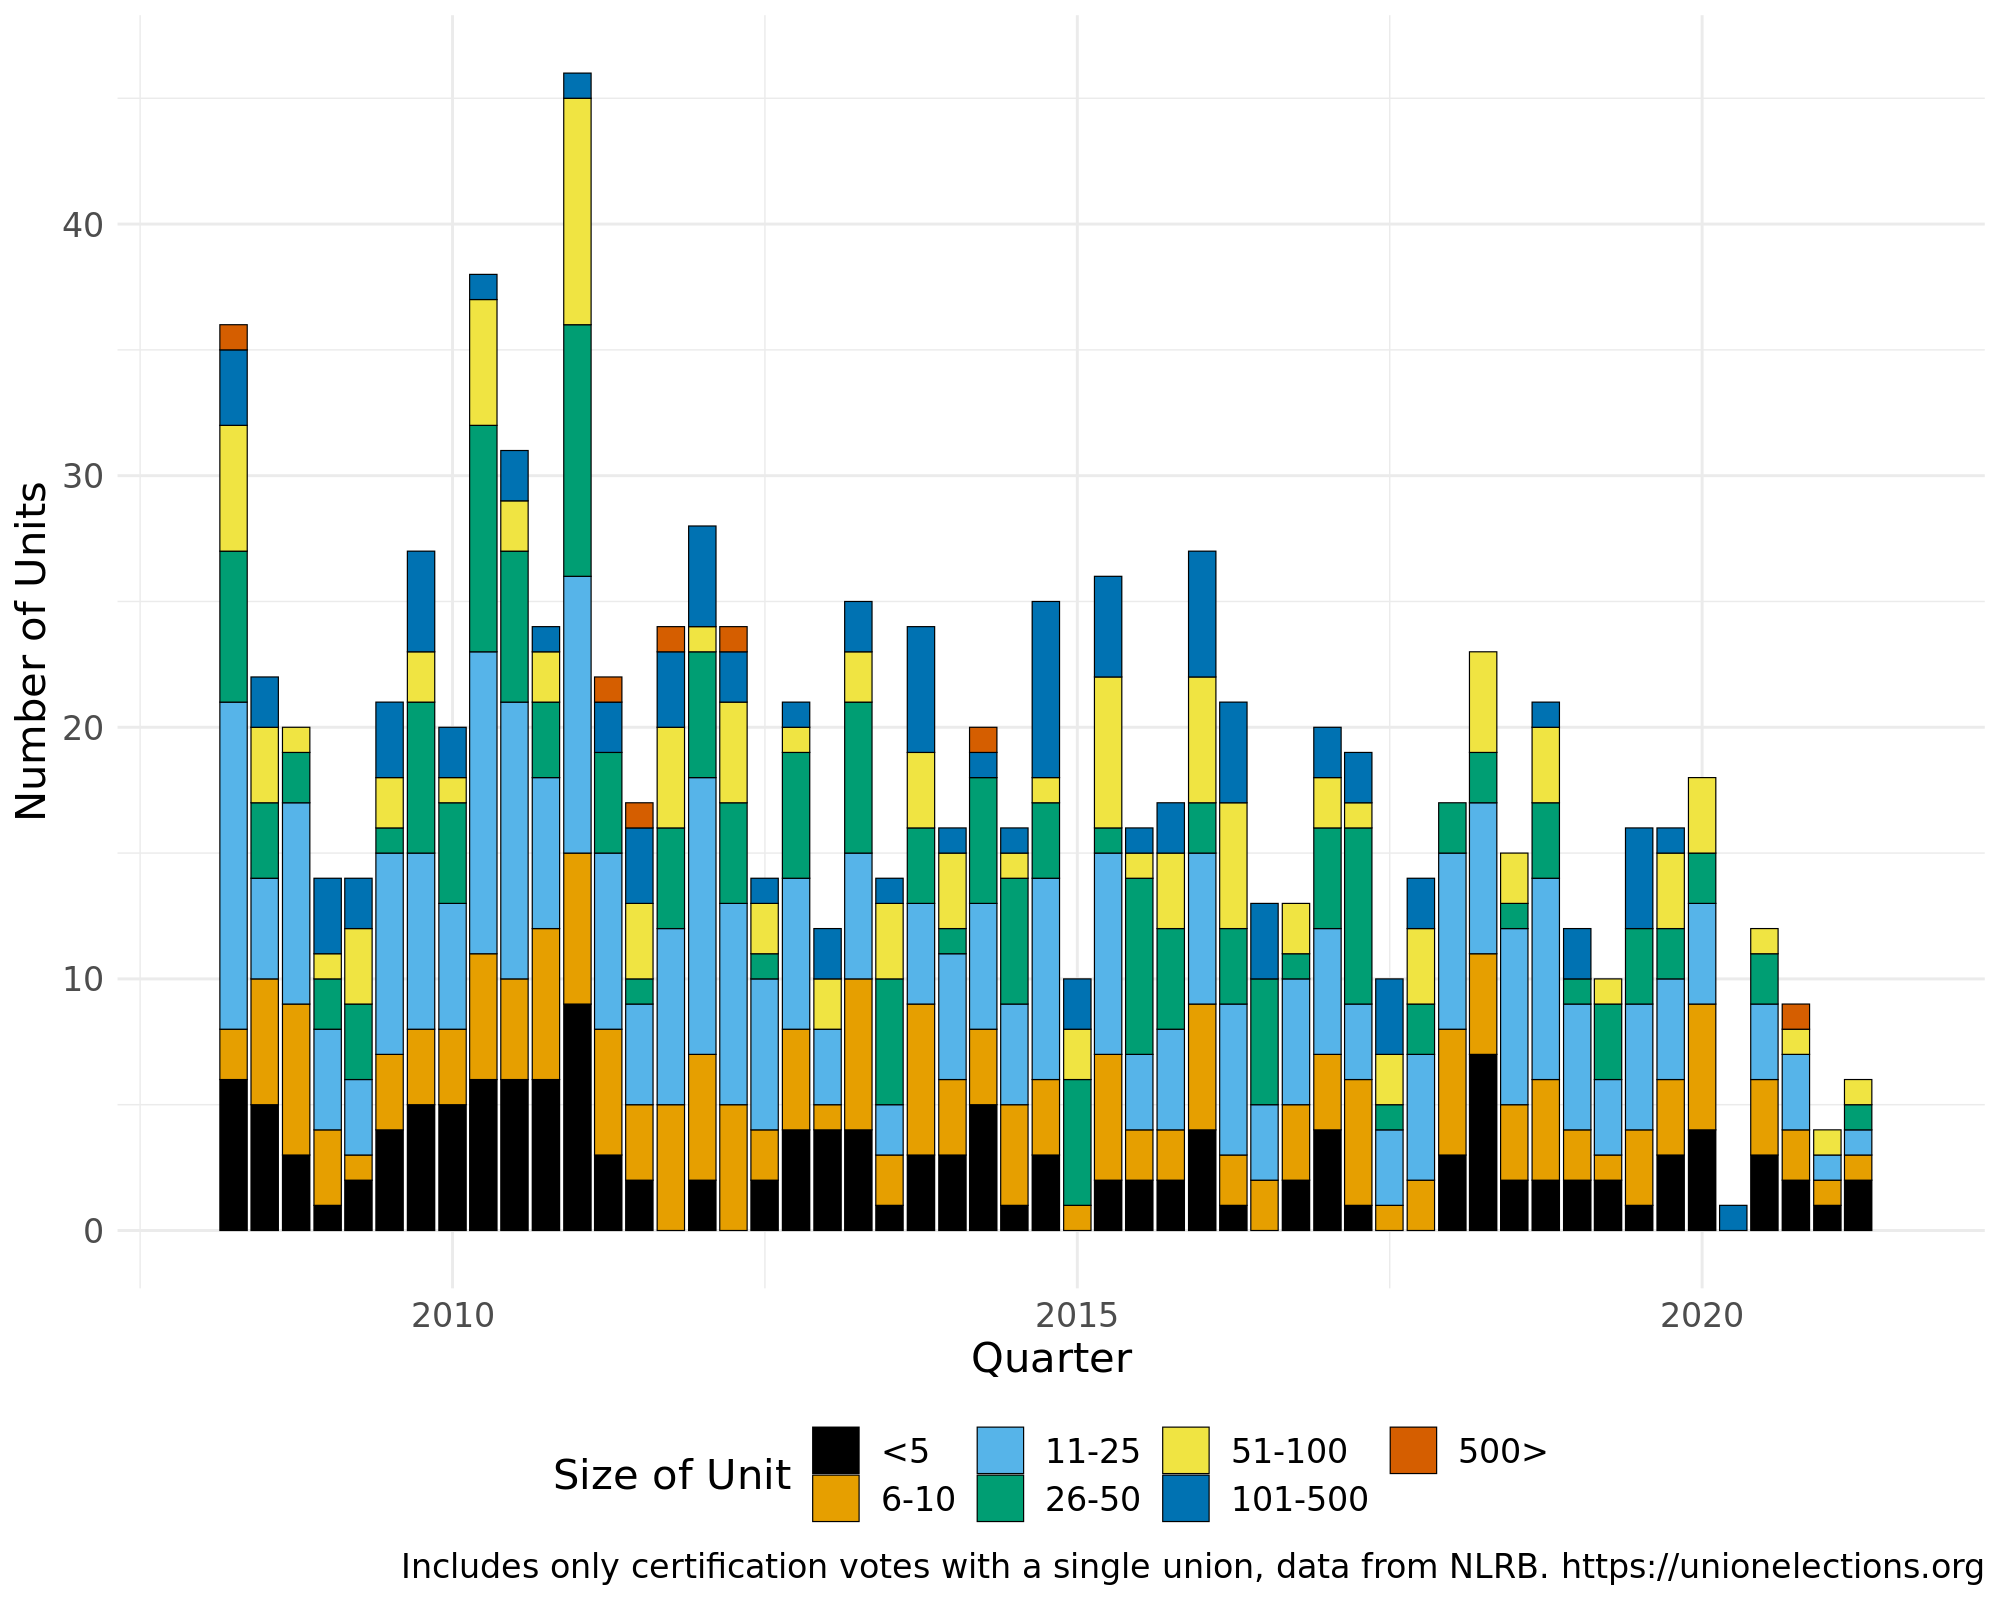 40
30
20
10
0
Number of Units
2010 2015 2020
Quarter
Size of Unit
<5 11-25 51-100 500>
6-10 26-50 101-500
Includes only certification votes with a single union, data from NLRB. https://unionelections.org